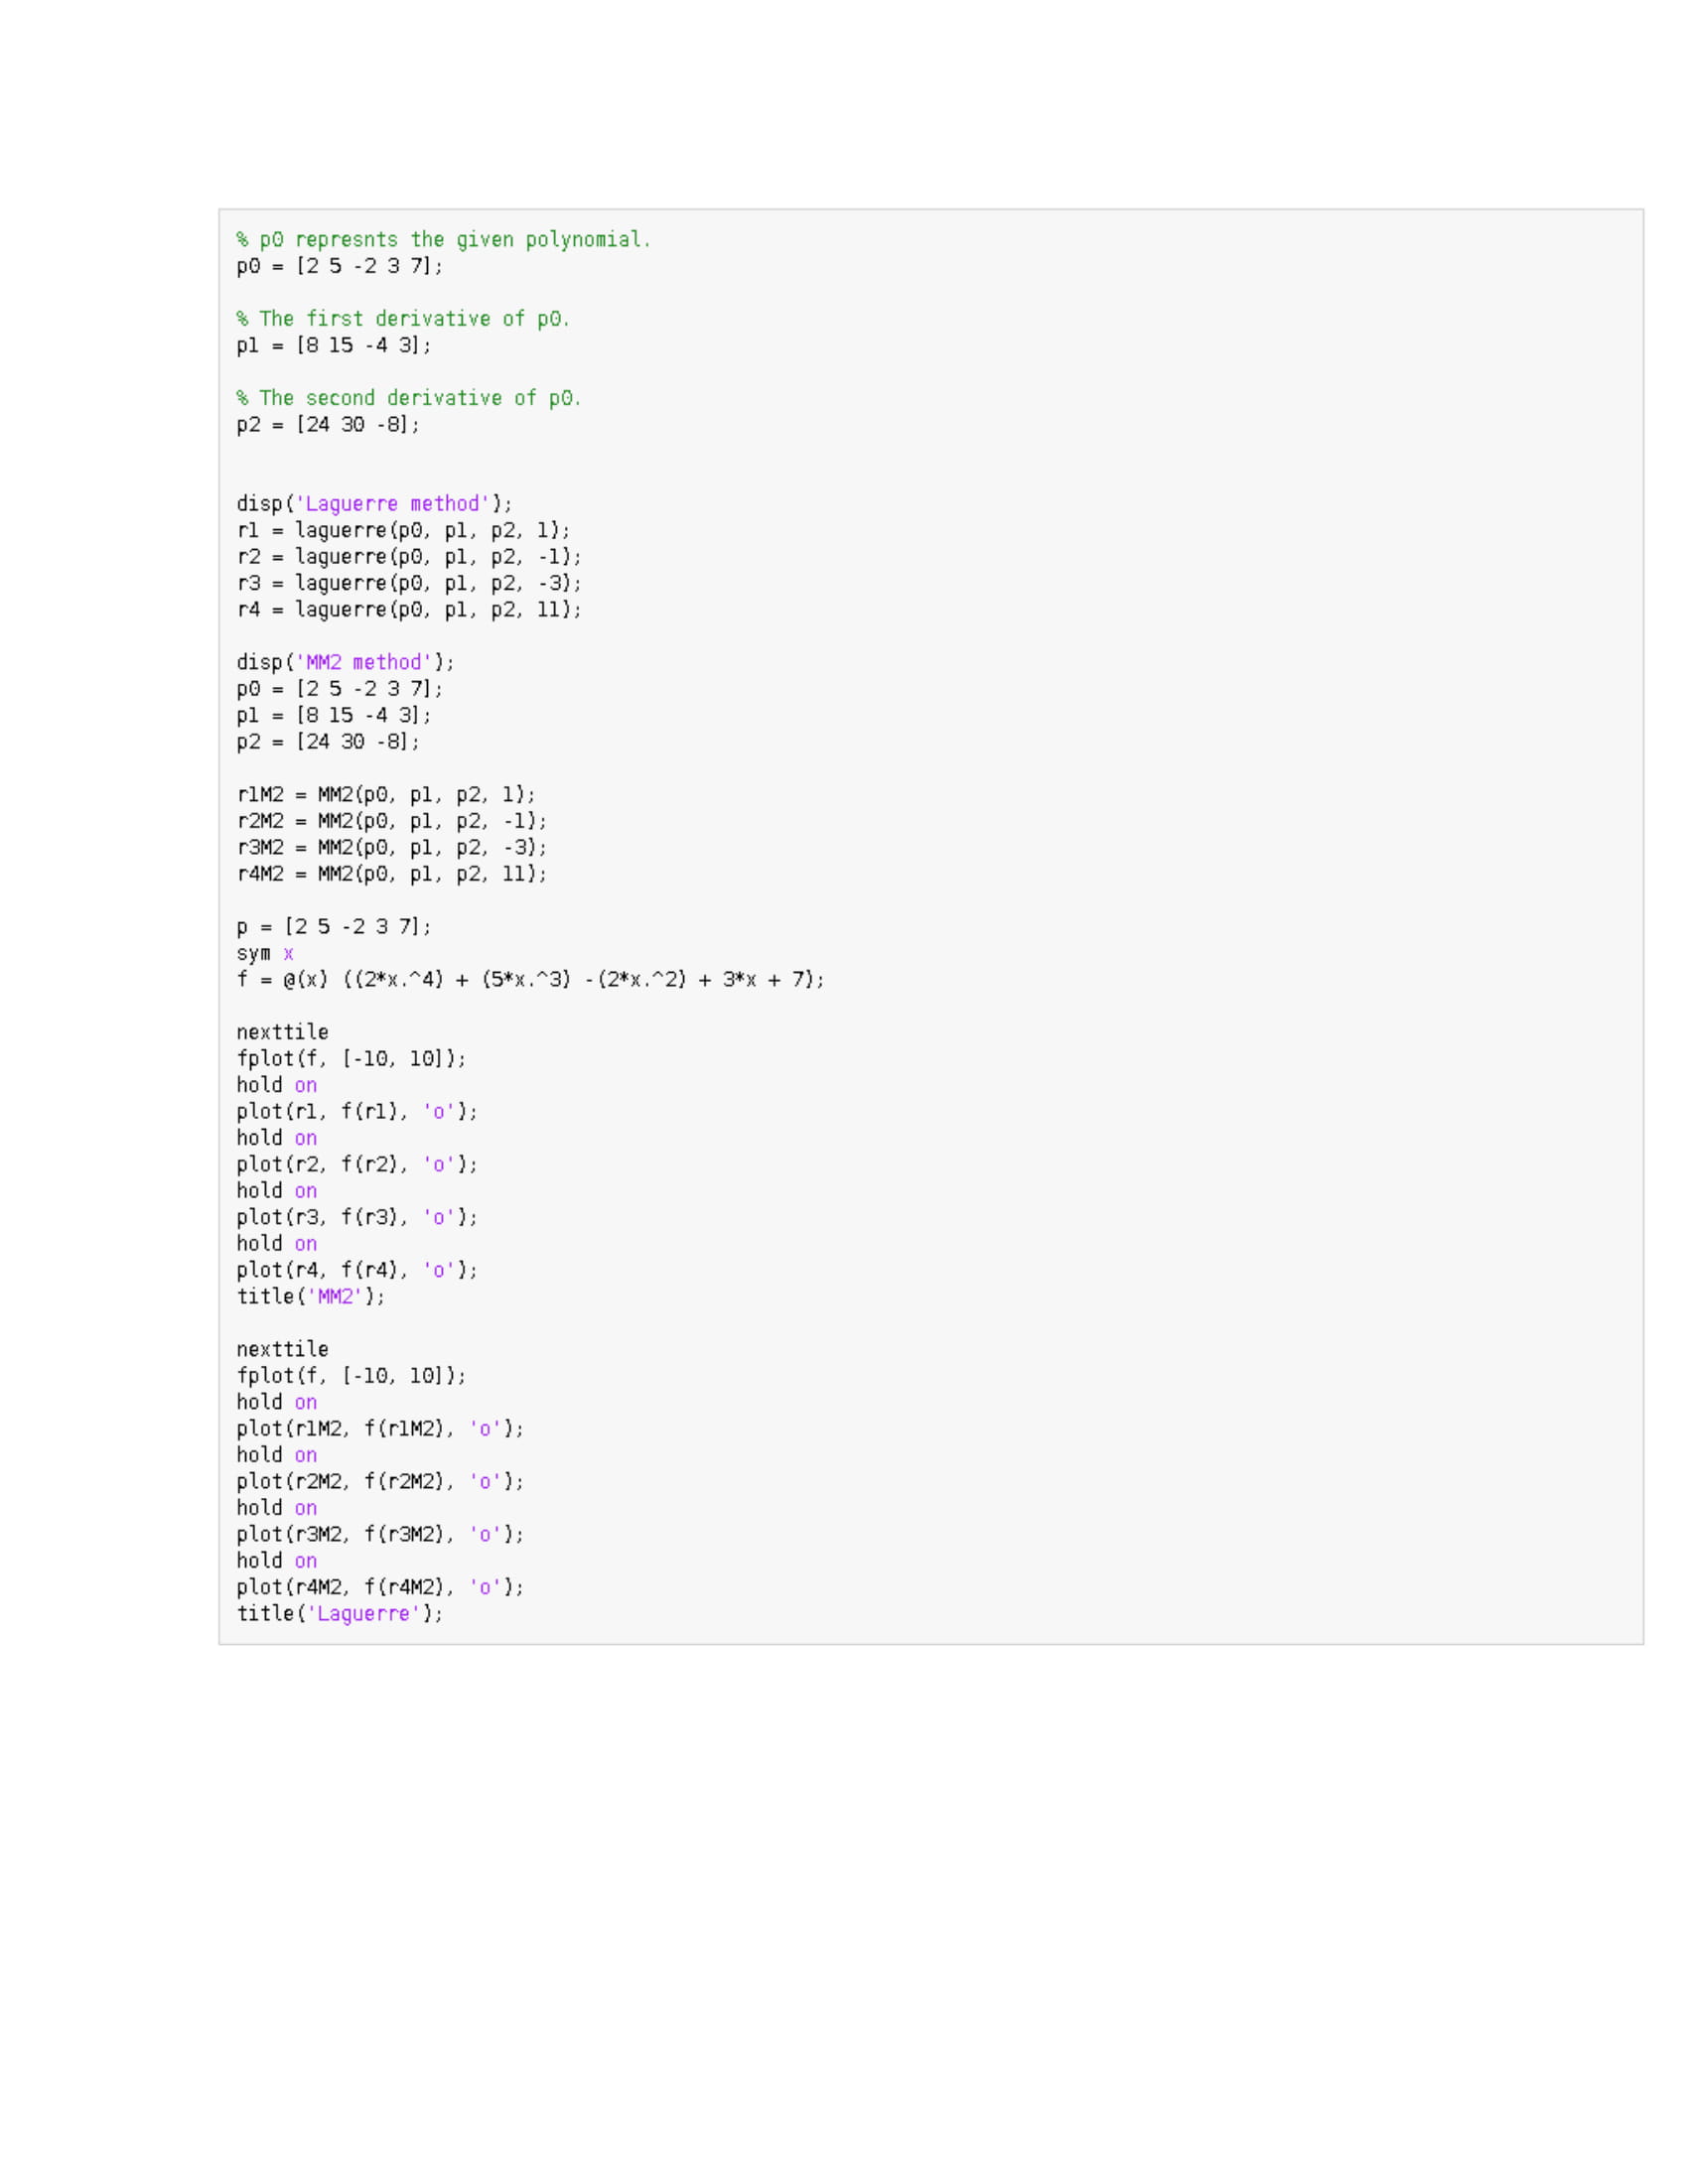 % p0 represnts the given polynomial.
p0 = [2 5 -2 3 7];
% The first derivative of p0.
p1 = [8 15 -4 3];
% The second derivative of p0.
p2 = [24 30 -8];
disp('Laguerre method');
r1 = laguerre(p0, p1, p2, 1);
r2 = laguerre(p0, p1, p2, -1);
r3 = laguerre(p0, p1, p2, -3);
r4 = laguerre(p0, p1, p2, 11);
disp('MM2 method');
p0 = [2 5 -2 3 7];
p1 = [8 15 -4 3];
p2 = [24 30 -8];
r1M2 = MM2(p0, p1, p2, 1);
r2M2 = MM2(p0, p1, p2, -1);
r3M2 = MM2(p0, p1, p2, -3);
r4M2 = MM2(p0, p1, p2, 11);
p = [2 5 -2 3 7];
sym x
f = @(x) ((2*x.^4) + (5*x.^3) -(2*x.^2) + 3*x + 7);
nexttile
fplot(f, [-10, 10]);
hold on
plot(r1, f(r1), 'o');
hold on
plot(r2, f(r2), 'o');
hold on
plot(r3, f(r3), 'o');
hold on
plot(r4, f(r4), 'o');
title('MM2');
nexttile
fplot(f, [-10, 10]);
hold on
plot(r1M2, f(r1M2), 'o');
hold on
plot(r2M2, f(r2M2), 'o');
hold on
plot(r3M2, f(r3M2), 'o');
hold on
plot(r4M2, f(r4M2), 'o');
title('Laguerre');